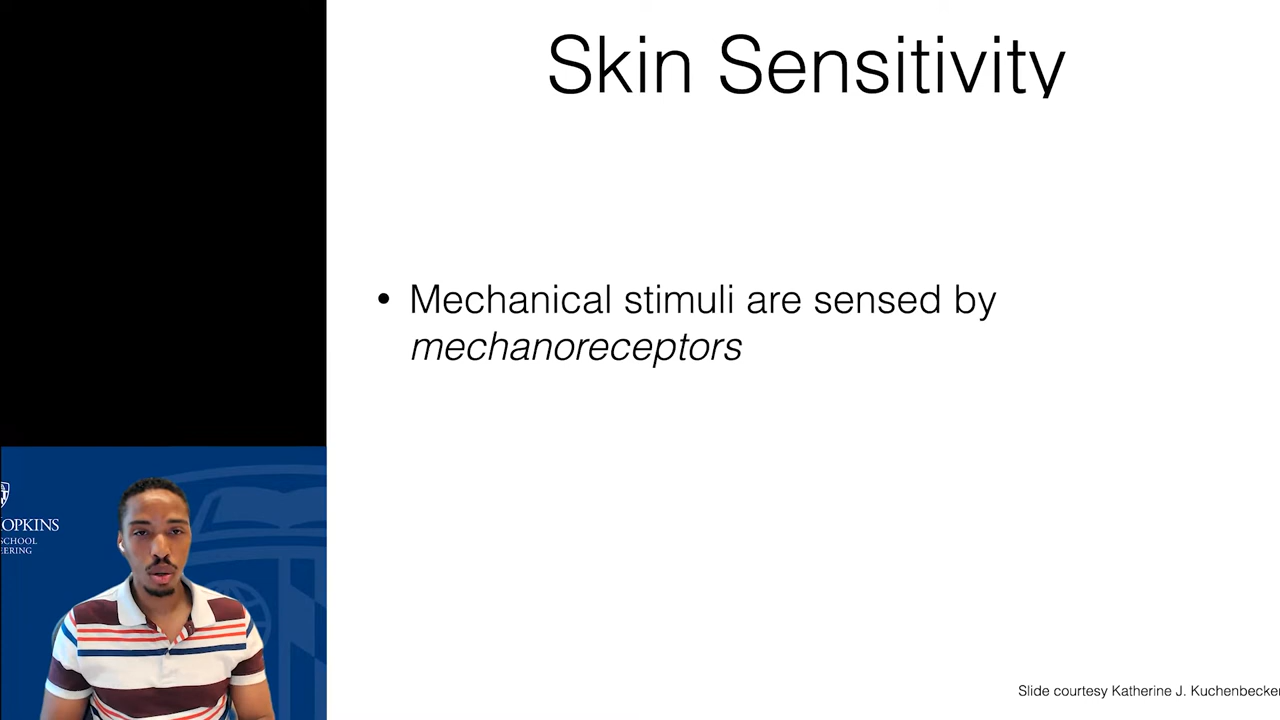 Skin Sensitivity
• Mechanical stimuli are sensed by
mechanoreceptors
OPKINS
SCHOOL
EERING
Slide courtesy Katherine J. Kuchenbecker